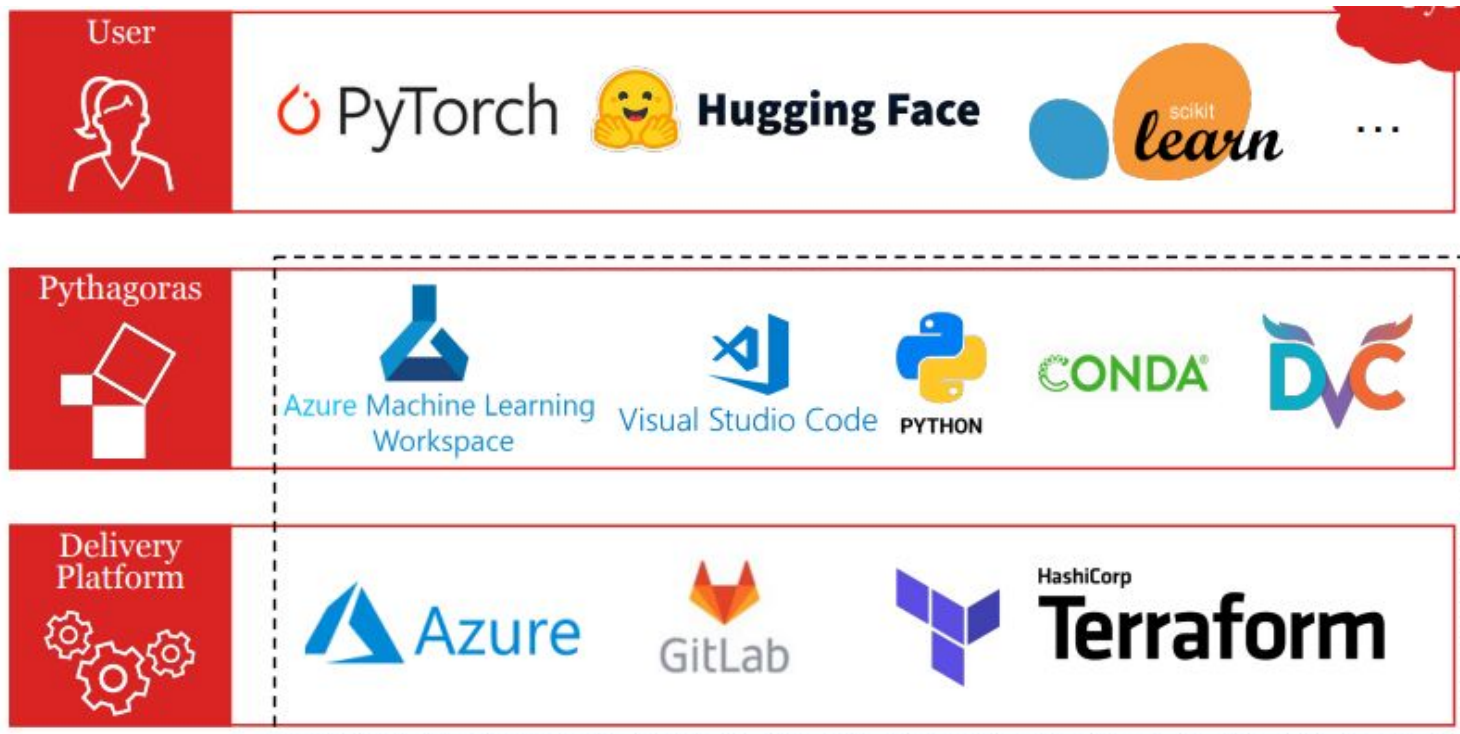 User
PyTorch
Hugging Face
scikit
learn
...
Pythagoras
Azure Machine Learning
Workspace
Visual Studio Code
PYTHON
CONDA®
DVC
Delivery
Platform
Azure
GitLab
HashiCorp
Terraform